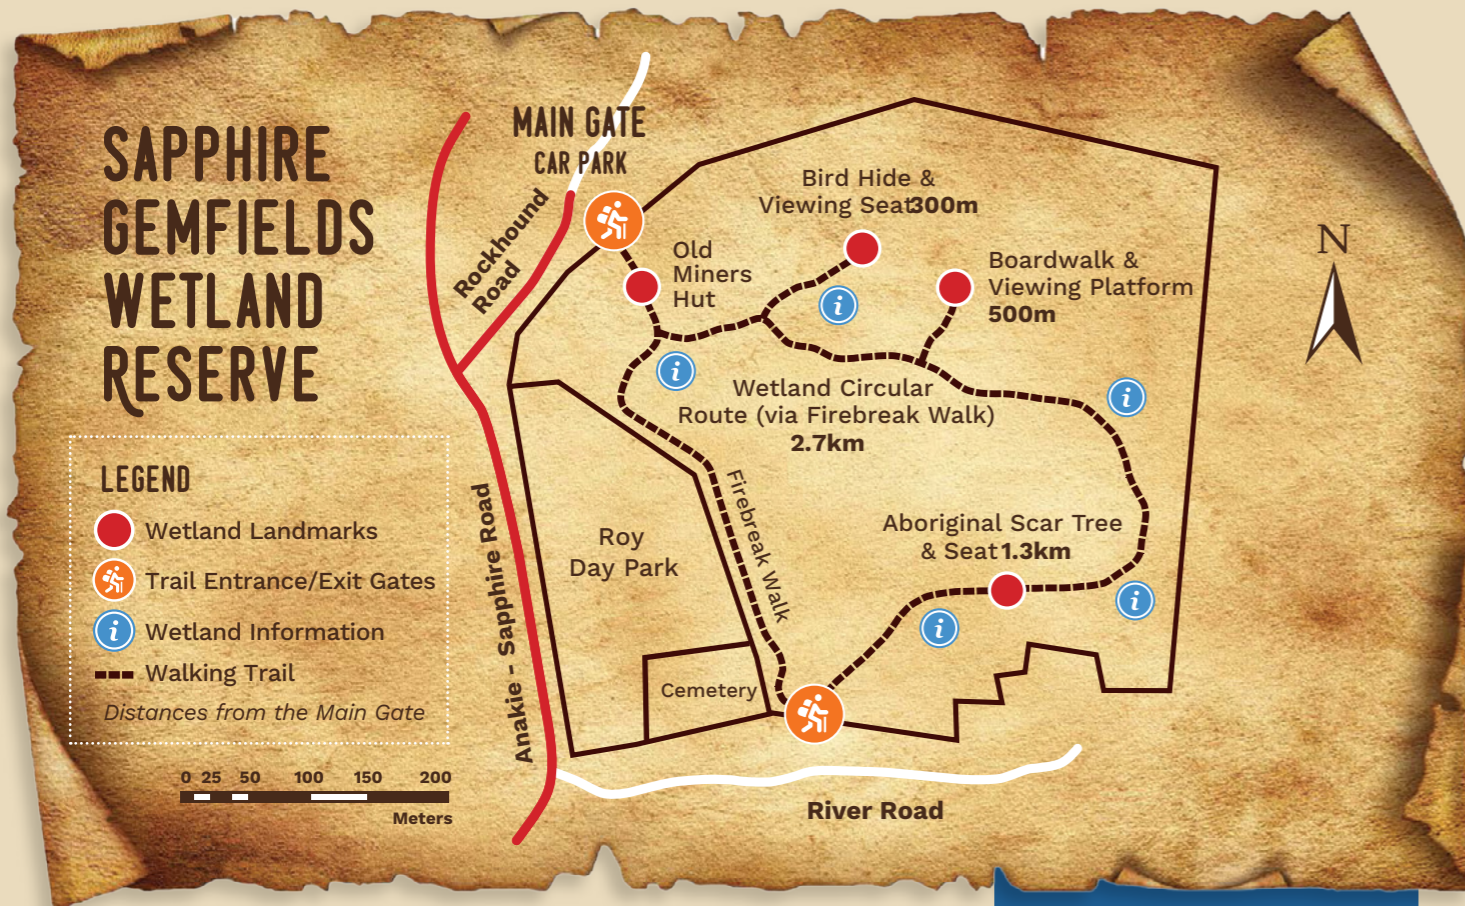 SAPPHIRE
GEMFIELDS
WETLAND
RESERVE
MAIN GATE
CAR PARK
Rockhound
Road
Old
Miners
Hut
Bird Hide &
Viewing Seat 300m
Boardwalk &
Viewing Platform
500m
N
Wetland Circular
Route (via Firebreak Walk)
2.7km
Firebreak Walk
Aboriginal Scar Tree
& Seat 1.3km
Roy
Day Park
Cemetery
Anakie - Sapphire Road
River Road
LEGEND
Wetland Landmarks
Trail Entrance/Exit Gates
i Wetland Information
Walking Trail
Distances from the Main Gate
0 25 50 100 150 200
Meters
i
i
i
i
i